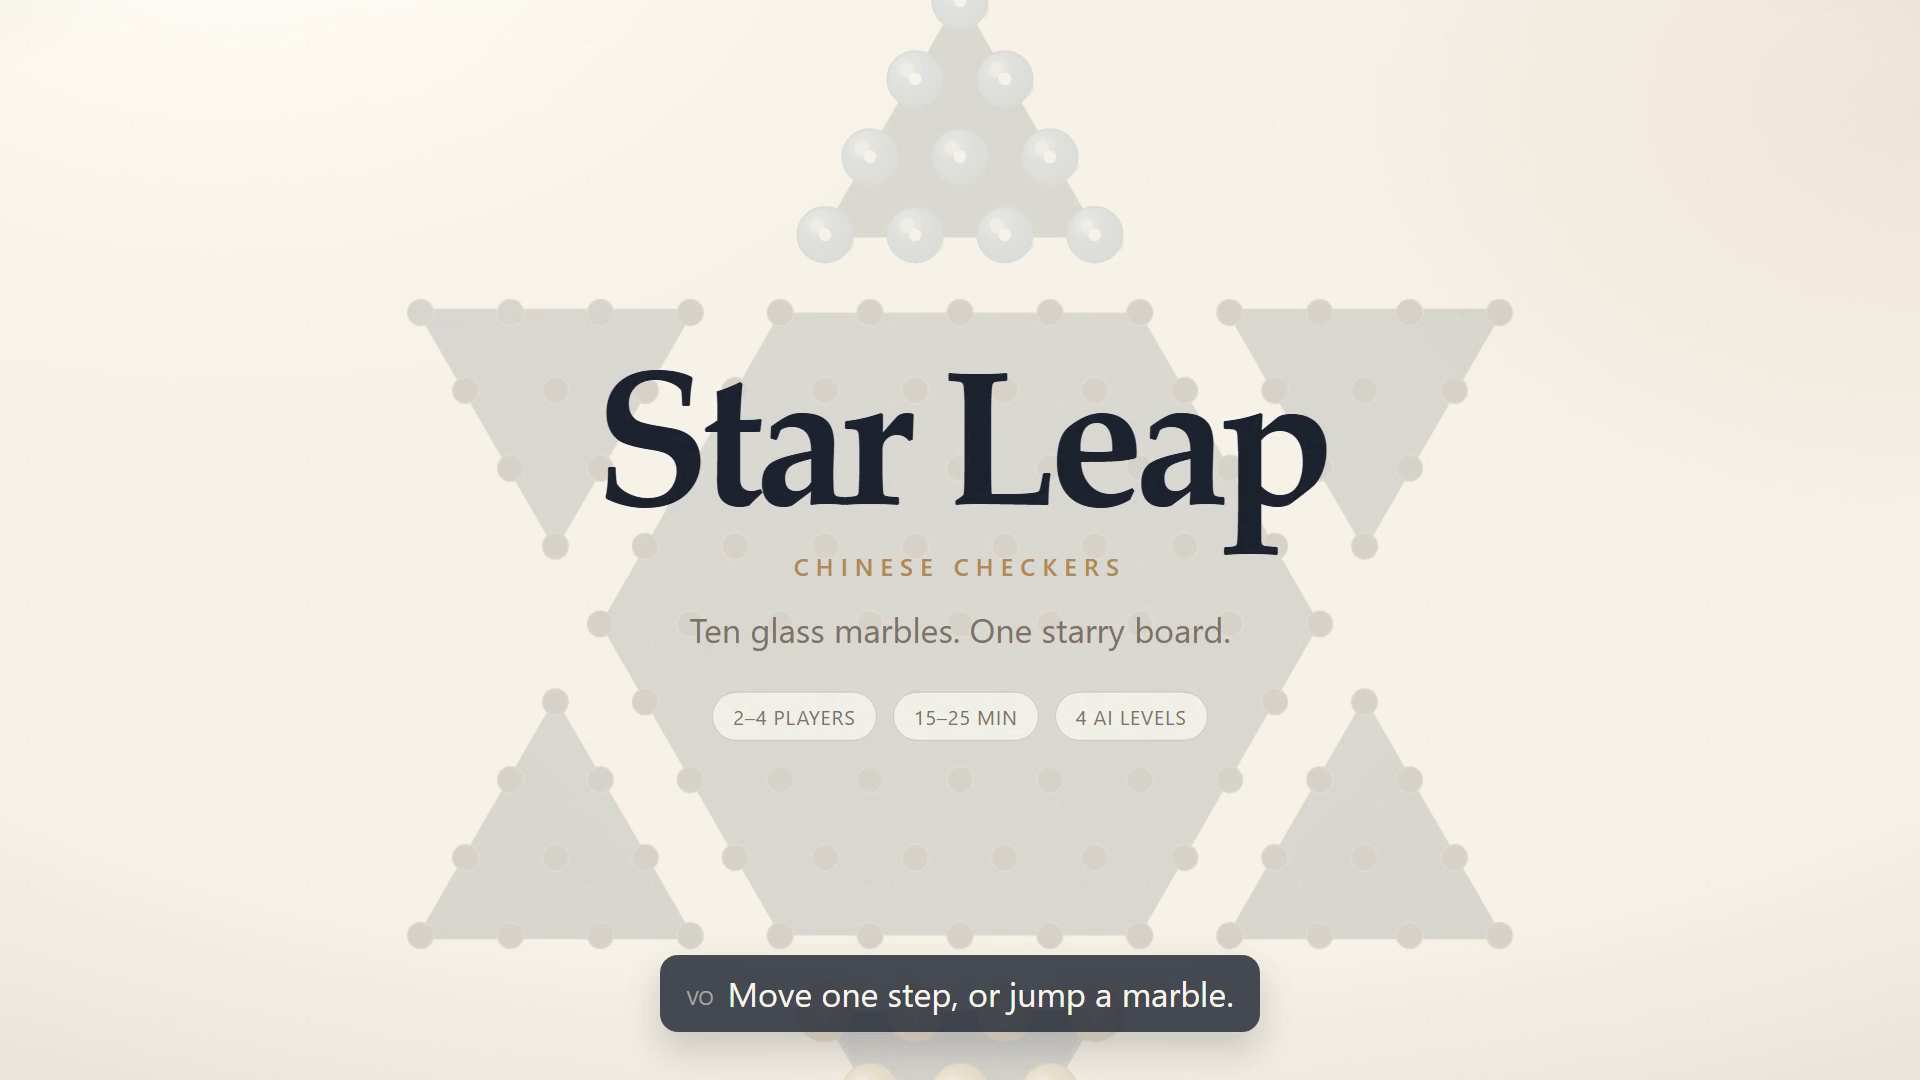 Star Leap
CHINESE CHECKERS
Ten glass marbles. One starry board.
2–4 PLAYERS 15–25 MIN 4 AI LEVELS
VO Move one step, or jump a marble.